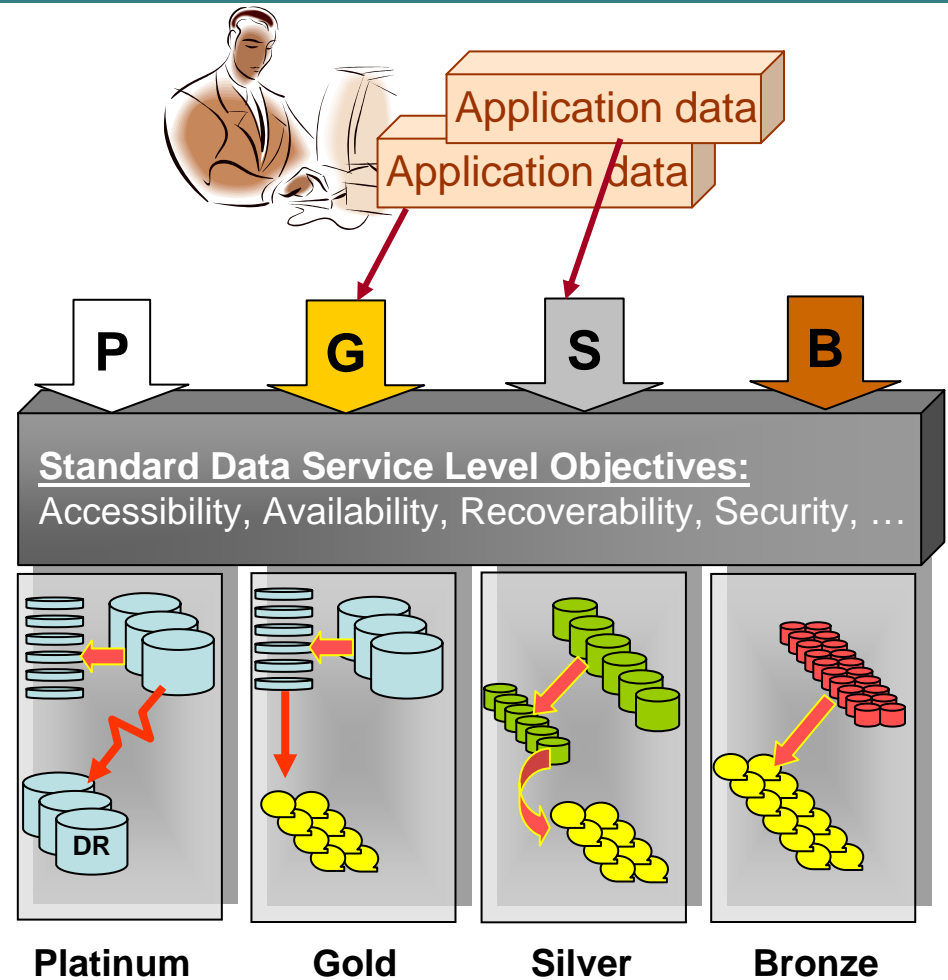 Application data
Application data
P
G
S
B
Standard Data Service Level Objectives:
Accessibility, Availability, Recoverability, Security, …
DR
Platinum
Gold
Silver
Bronze